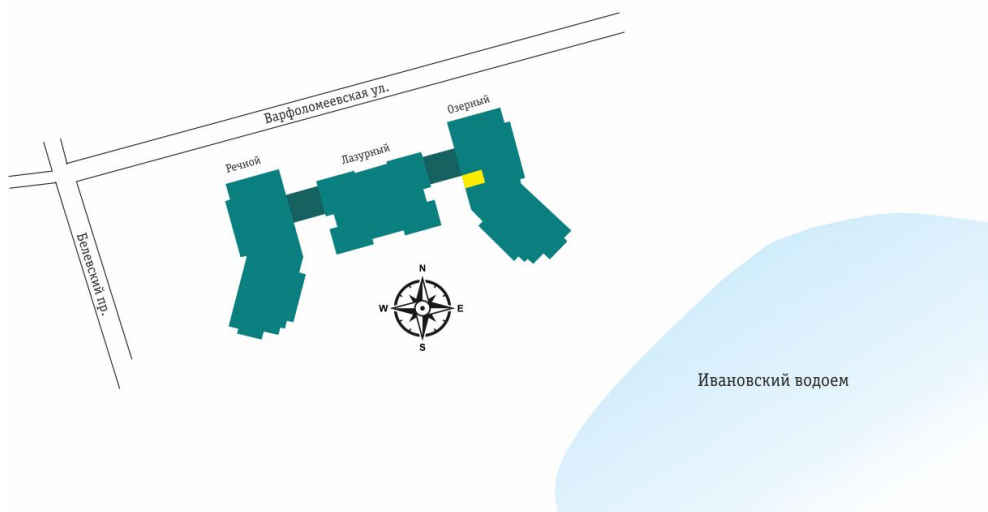 Варфоломеевская ул.
Озерный
Лазурный
Речной
Белевский пр.
N
W
E
S
Ивановский водоем